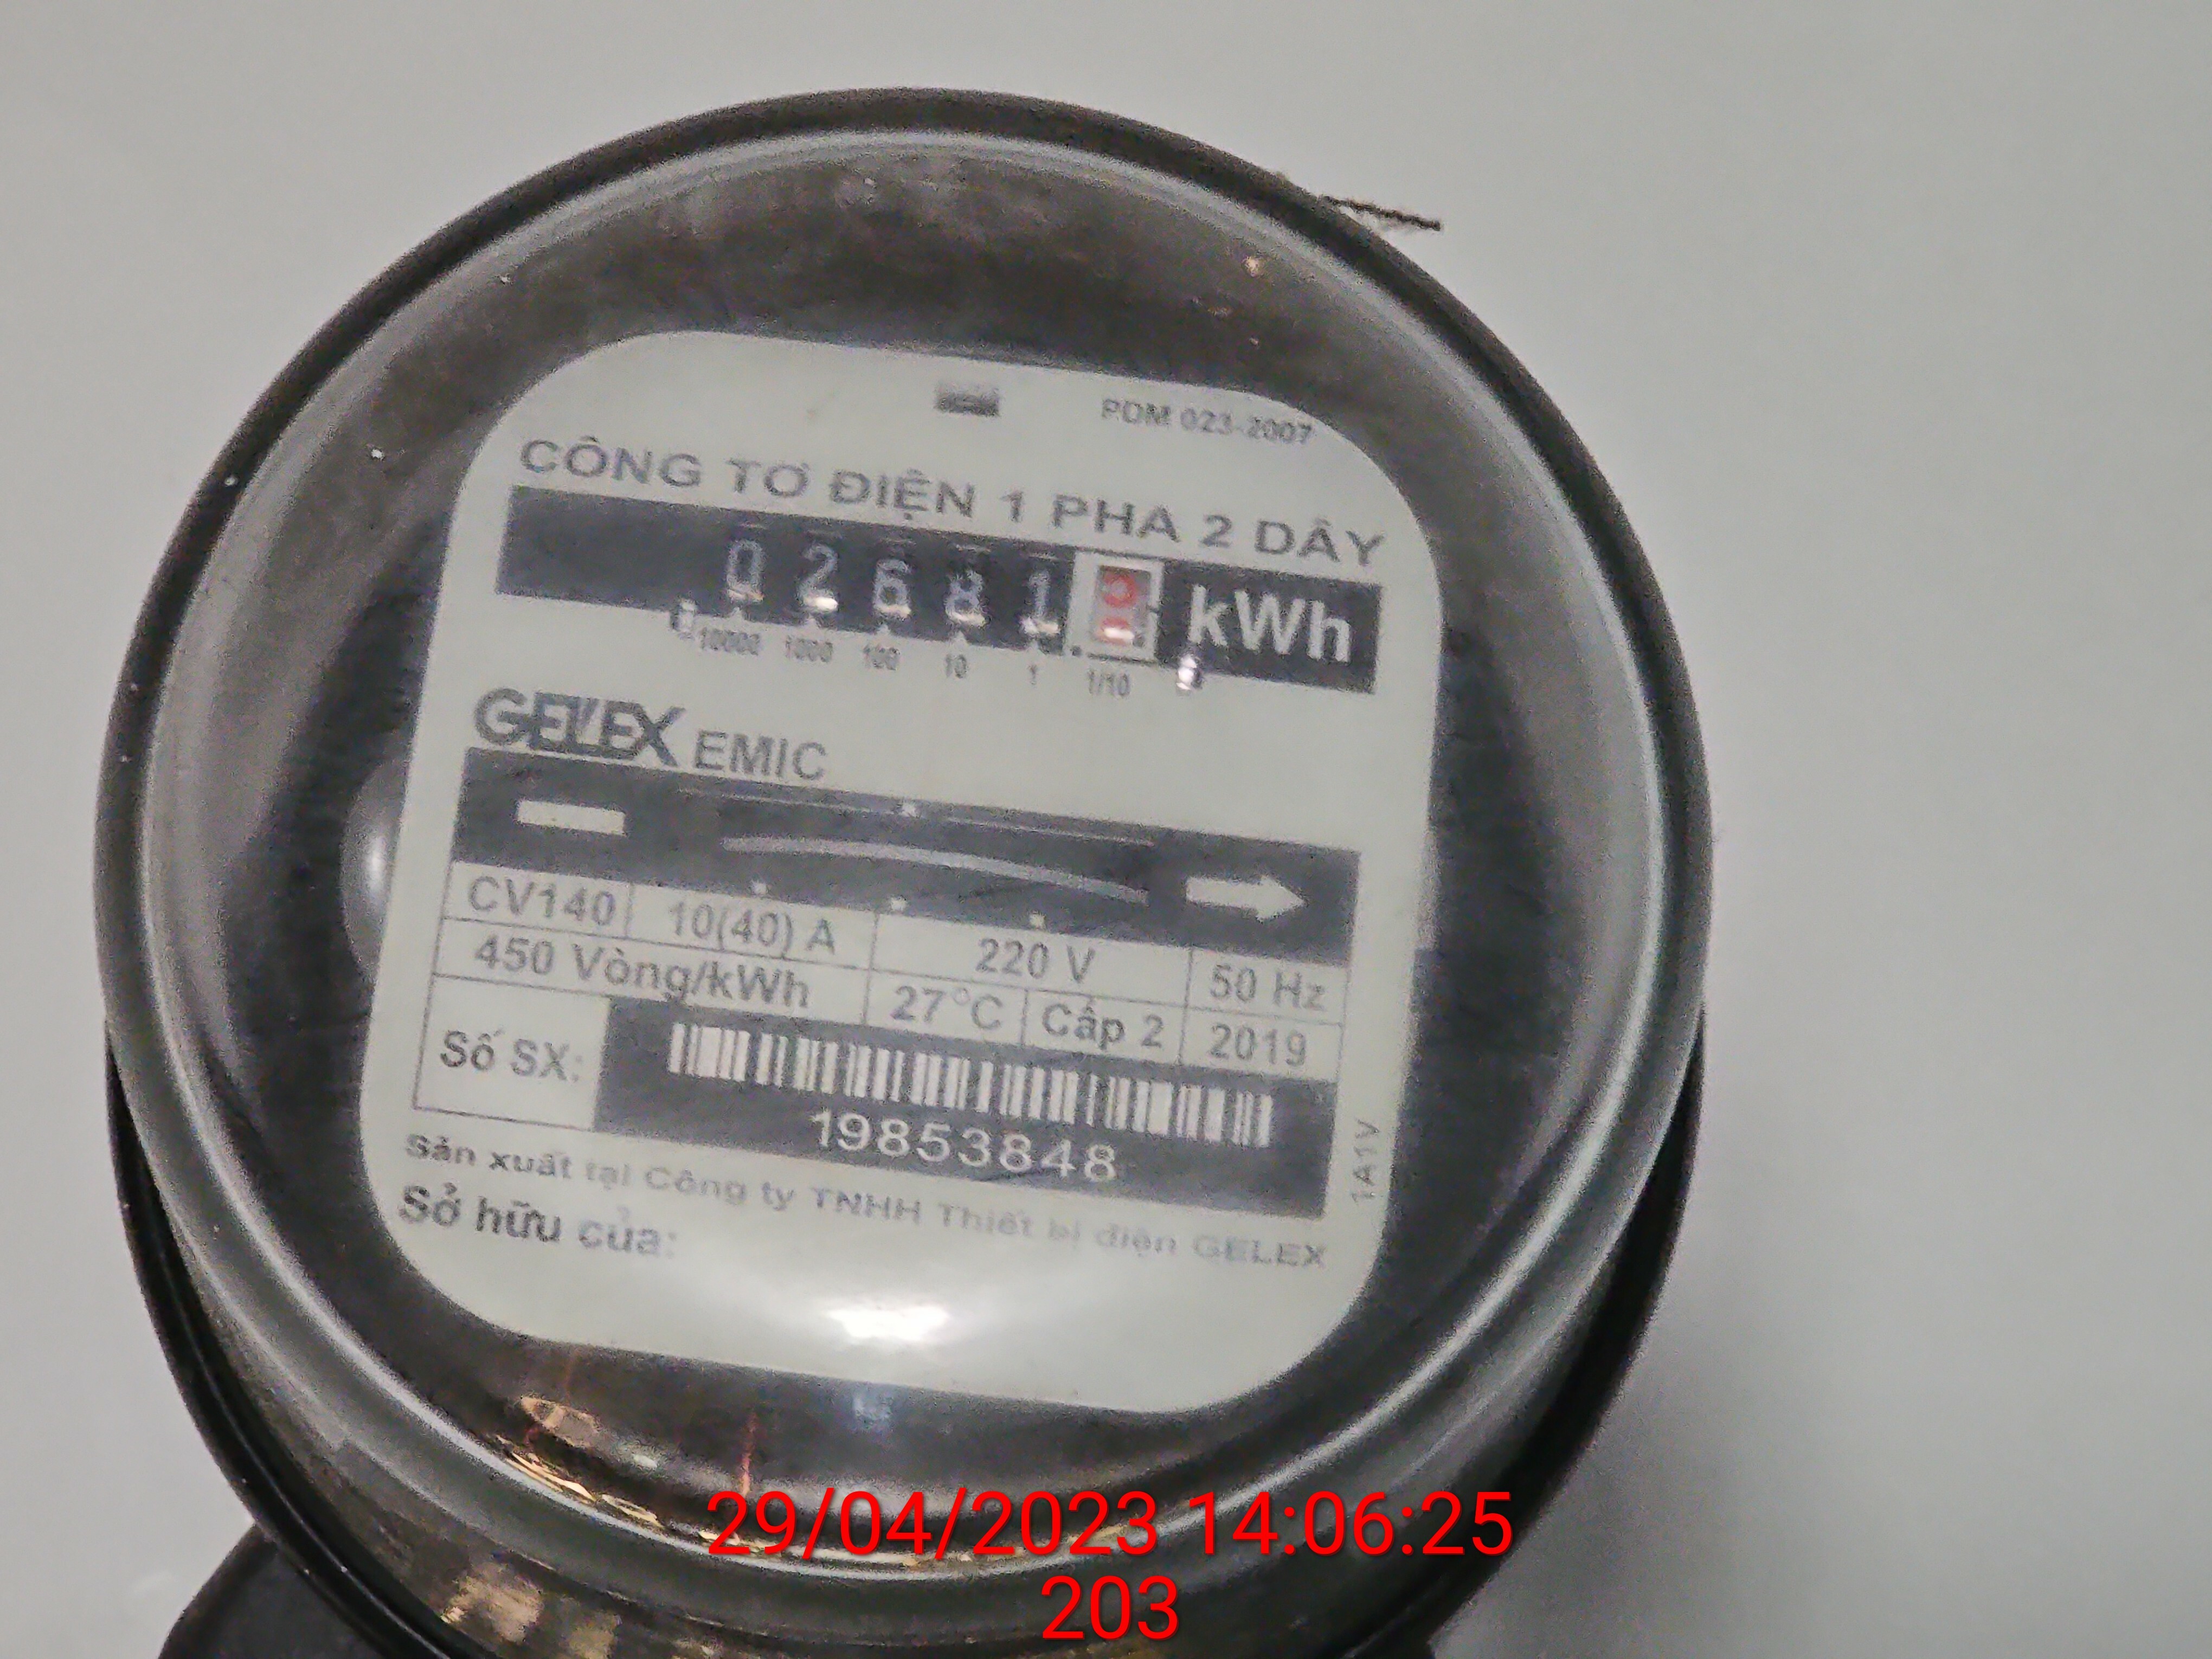 PDM 023-2007
CÔNG TƠ ĐIỆN 1 PHA 2 DÂY
0 2 6 8 1 kWh
10000 1000 100 10 1 1/10
GELEX EMIC
CV140 10(40) A 220 V 50 Hz
450 Vòng/kWh 27°C Cấp 2 2019
Số SX:
19853848
1A1V
Sản xuất tại Công ty TNHH Thiết bị điện GELEX
Sở hữu của:
29/04/2023 14:06:25
203